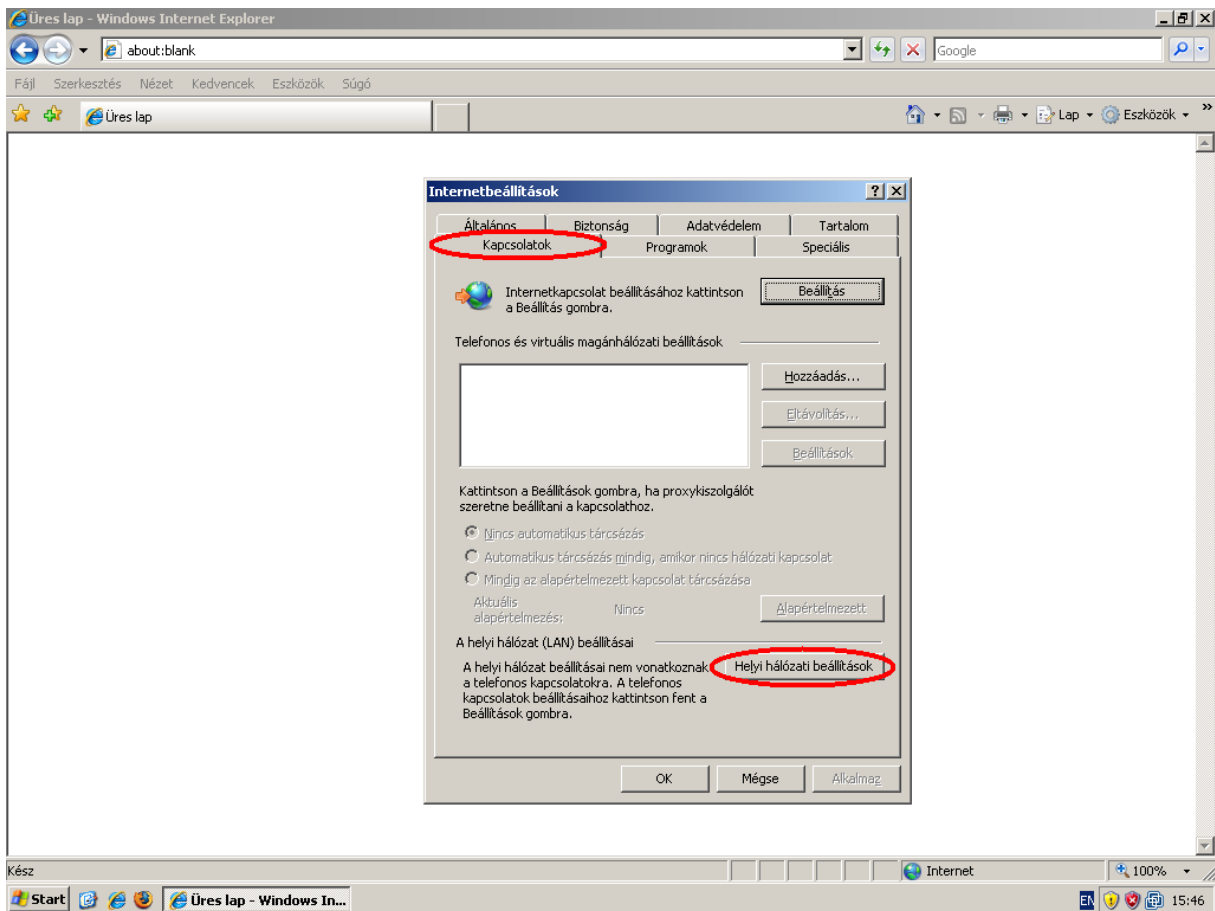 Üres lap - Windows Internet Explorer
about:blank
Google
Fájl Szerkesztés Nézet Kedvencek Eszközök Súgó
Üres lap
Lap
Eszközök
Internetbeállítások
Általános Biztonság Adatvédelem Tartalom
Kapcsolatok Programok Speciális
Internetkapcsolat beállításához kattintson
a Beállítás gombra.
Beállítás
Telefonos és virtuális magánhálózati beállítások
Hozzáadás...
Eltávolítás...
Beállítások
Kattintson a Beállítások gombra, ha proxykiszolgálót
szeretne beállítani a kapcsolathoz.
Nincs automatikus tárcsázás
Automatikus tárcsázás mindig, amikor nincs hálózati kapcsolat
Mindig az alapértelmezett kapcsolat tárcsázása
Aktuális
alapértelmezés:
Nincs
Alapértelmezett
A helyi hálózat (LAN) beállításai
A helyi hálózat beállításai nem vonatkoznak
a telefonos kapcsolatokra. A telefonos
kapcsolatok beállításaihoz kattintson fent a
Beállítások gombra.
Helyi hálózati beállítások
OK Mégse Alkalmaz
Kész
Internet
100%
Start
Üres lap - Windows In...
EN
15:46